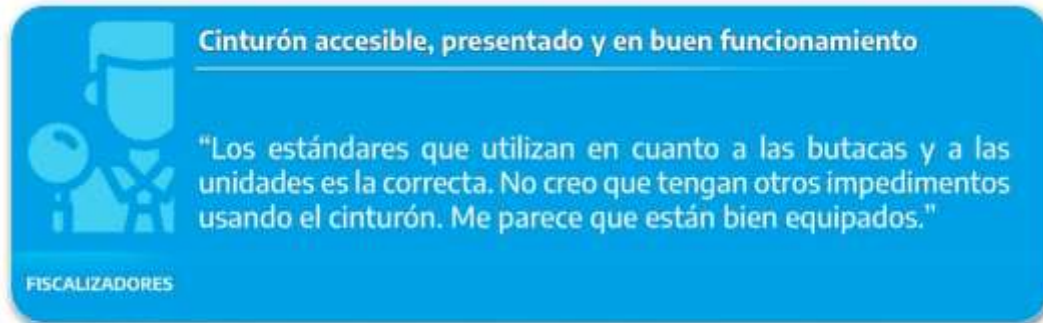 Cinturón accesible, presentado y en buen funcionamiento
“Los estándares que utilizan en cuanto a las butacas y a las
unidades es la correcta. No creo que tengan otros impedimentos
usando el cinturón. Me parece que están bien equipados.”
FISCALIZADORES